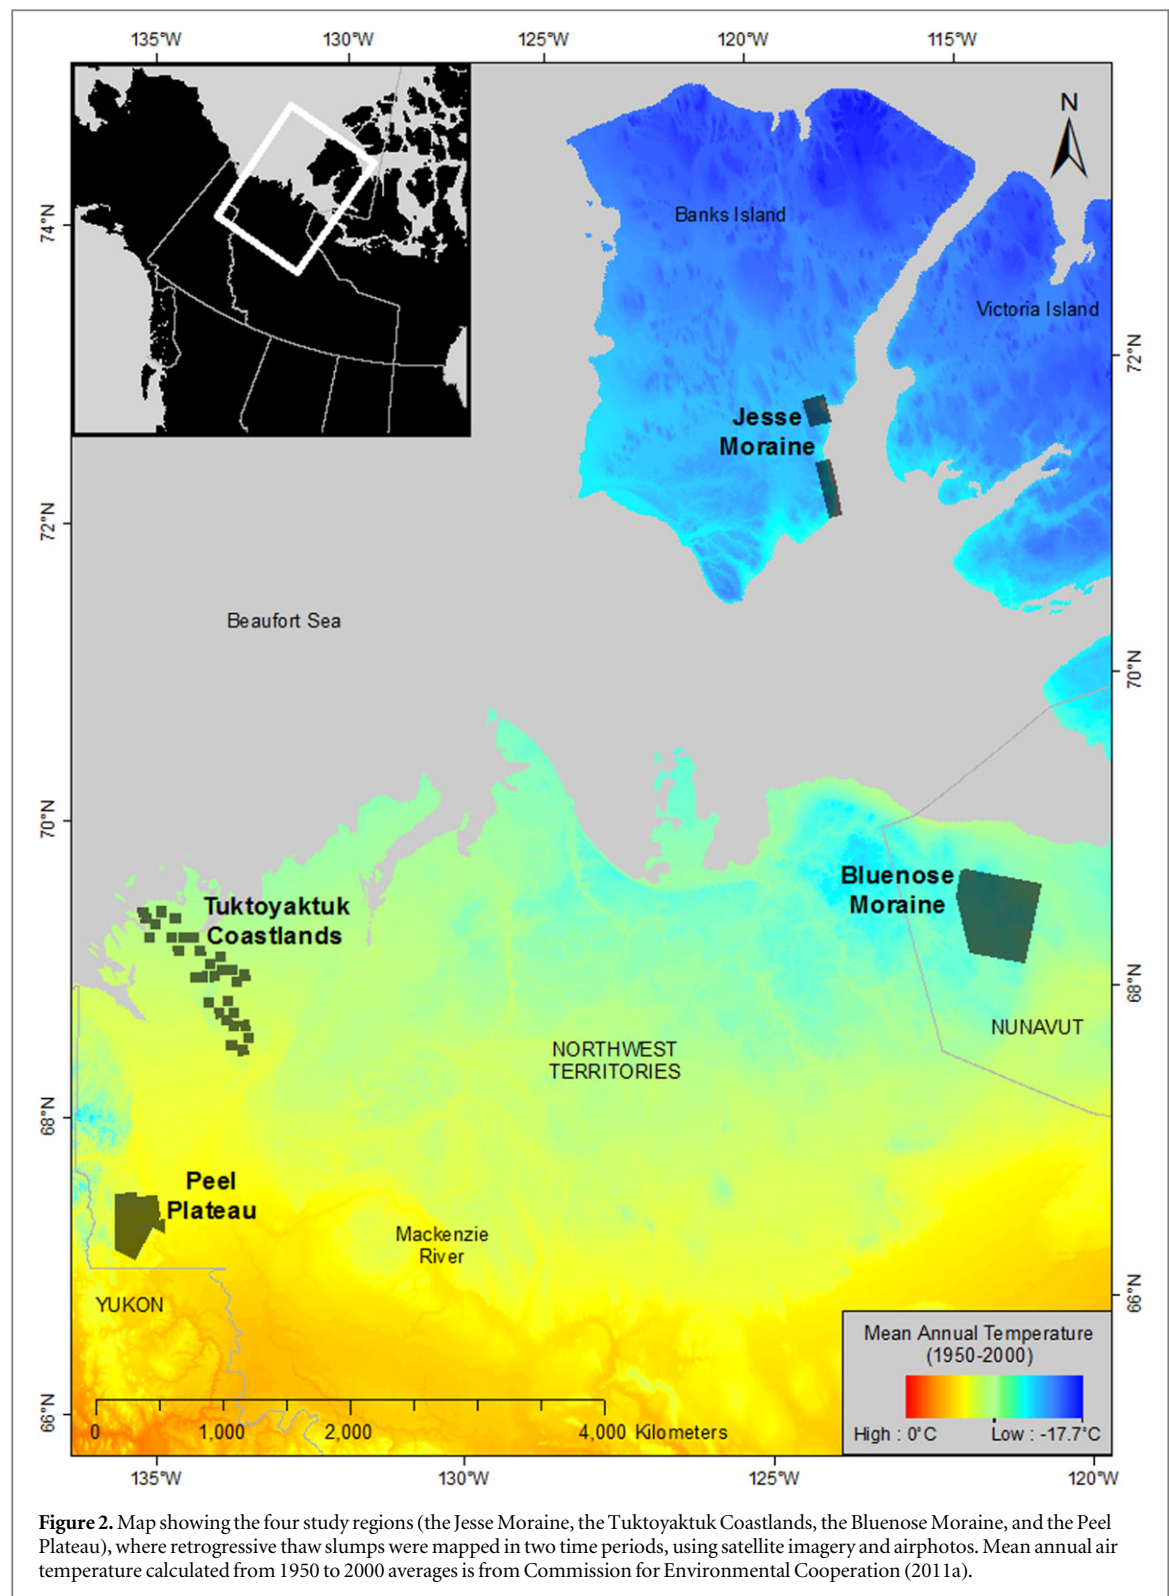 135°W 130°W 125°W 120°W 115°W
N
74°N
Banks Island
Victoria Island
72°N
Jesse
Moraine
72°N
Beaufort Sea
70°N
70°N
Bluenose
Moraine
Tuktoyaktuk
Coastlands
68°N
NUNAVUT
NORTHWEST
TERRITORIES
68°N
Peel
Plateau
Mackenzie
River
66°N
YUKON
Mean Annual Temperature
(1950-2000)
High : 0°C Low : -17.7°C
66°N
0 1,000 2,000 4,000 Kilometers
135°W 130°W 125°W 120°W
Figure 2. Map showing the four study regions (the Jesse Moraine, the Tuktoyaktuk Coastlands, the Bluenose Moraine, and the Peel
Plateau), where retrogressive thaw slumps were mapped in two time periods, using satellite imagery and airphotos. Mean annual air
temperature calculated from 1950 to 2000 averages is from Commission for Environmental Cooperation (2011a).